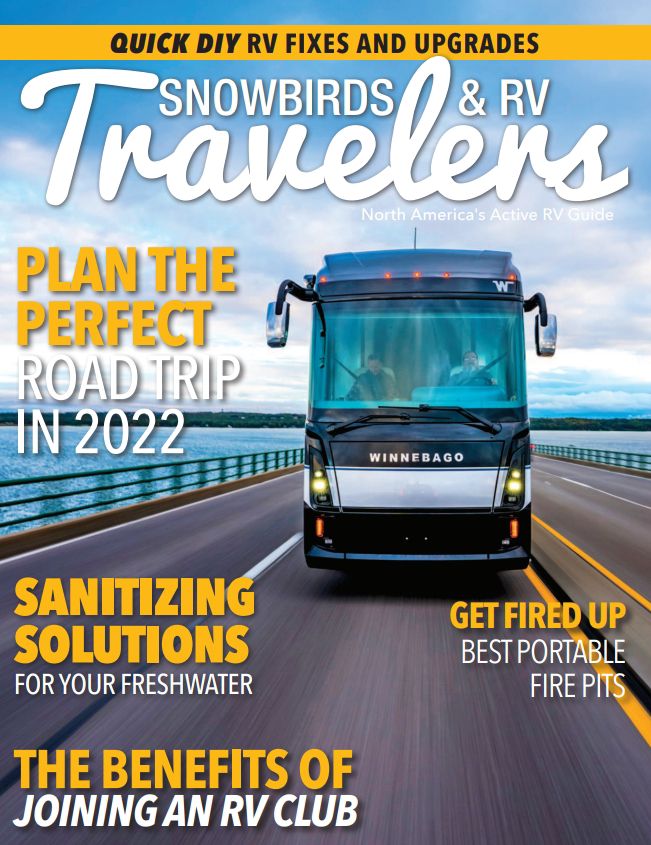 QUICK DIY RV FIXES AND UPGRADES
SNOWBIRDS & RV
Travelers
North America's Active RV Guide
PLAN THE
PERFECT
ROAD TRIP
IN 2022
W
WINNEBAGO
SANITIZING
SOLUTIONS
FOR YOUR FRESHWATER
GET FIRED UP
BEST PORTABLE
FIRE PITS
THE BENEFITS OF
JOINING AN RV CLUB